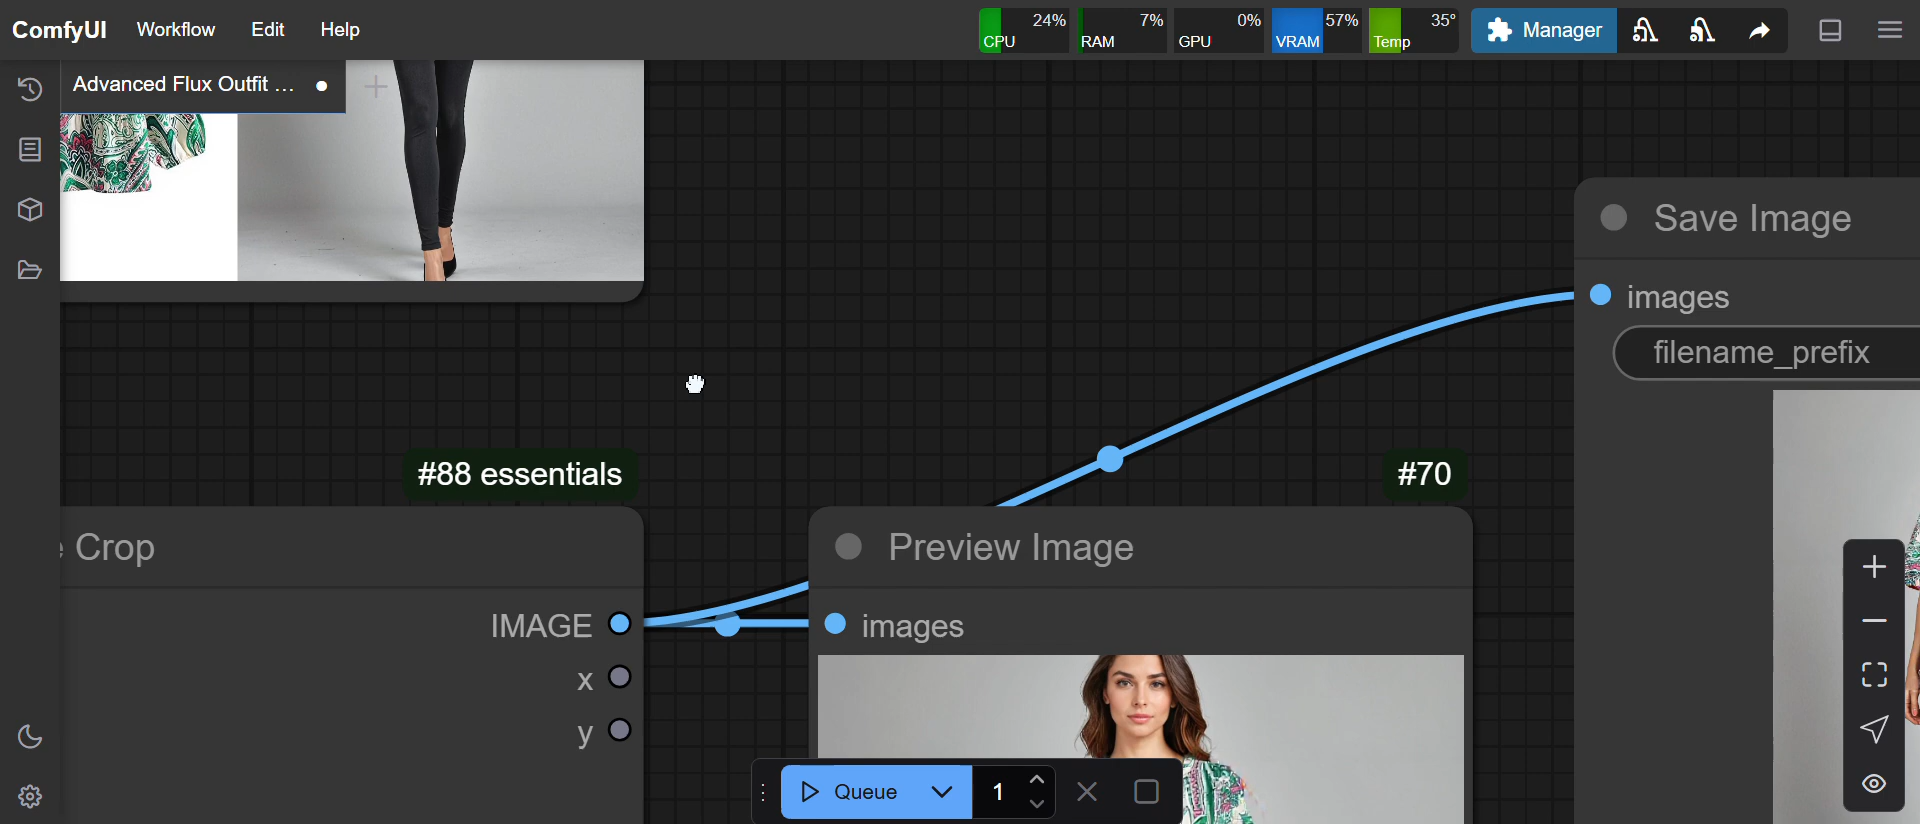 ComfyUI Workflow Edit Help
CPU 24% RAM 7% GPU 0% VRAM 57% Temp 35° Manager
Advanced Flux Outfit ...
Save Image
images
filename_prefix
#88 essentials
#70
e Crop
Preview Image
IMAGE
images
x
y
Queue 1